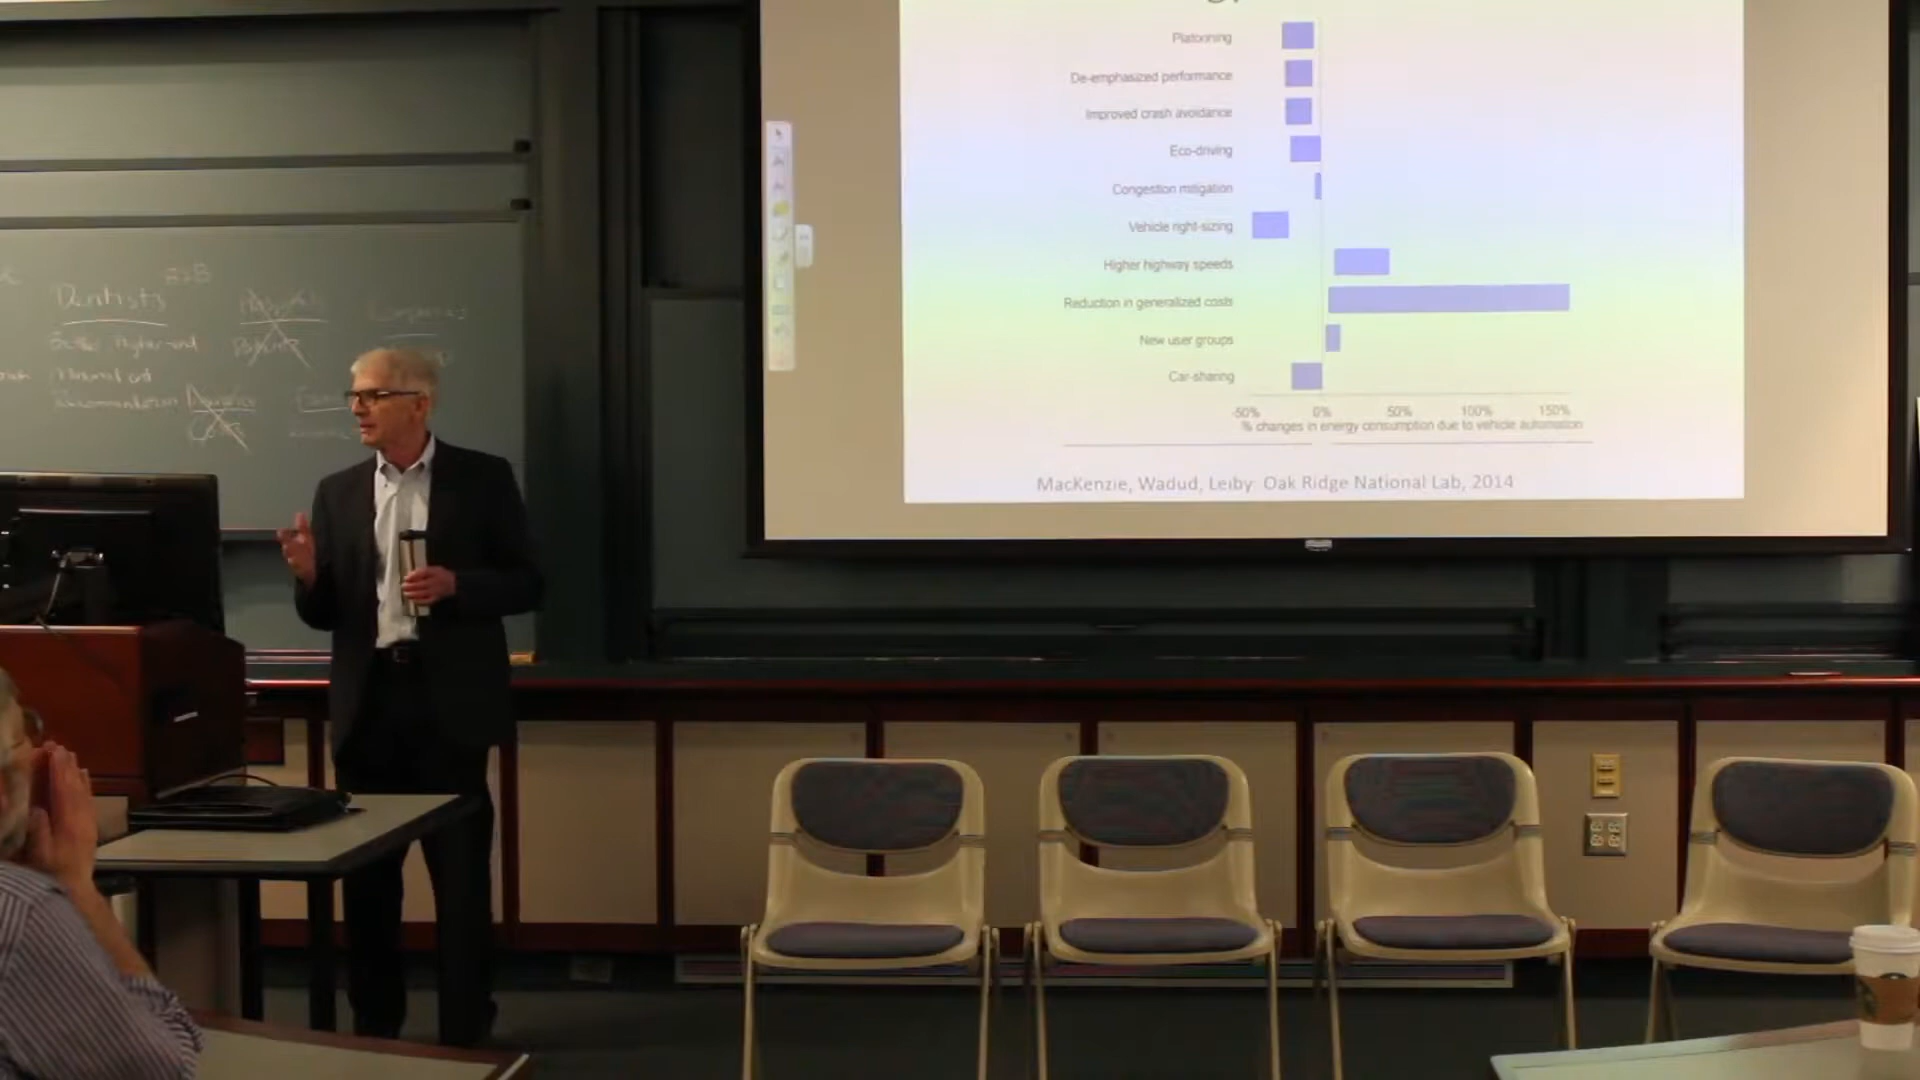 Platooning
De-emphasized performance
Improved crash avoidance
Eco-driving
Congestion mitigation
Vehicle right-sizing
Higher highway speeds
Reduction in generalized costs
New user groups
Car-sharing
-50% 0% 50% 100% 150%
% changes in energy consumption due to vehicle automation
MacKenzie, Wadud, Leiby Oak Ridge National Lab, 2014
B2B
Dentists